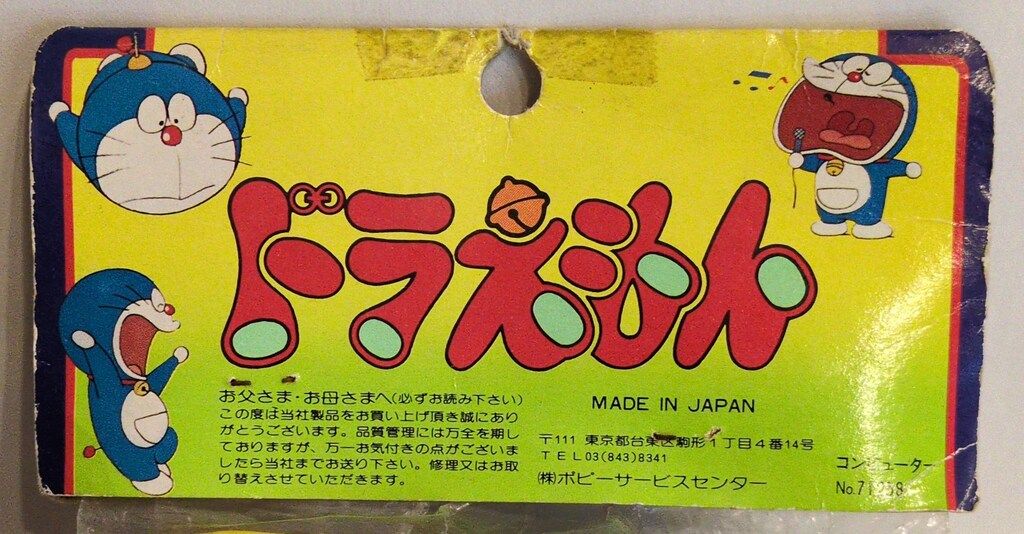 ドラえもん
お父さま・お母さまへ(必ずお読み下さい)
この度は当社製品をお買い上げ頂き誠にあり
がとうございます。品質管理には万全を期し
ておりますが、万一お気付きの点がございま
したら当社までお送り下さい。修理又はお取
り替えさせていただきます。
MADE IN JAPAN
〒111 東京都台東区駒形1丁目4番14号
TEL03(843)8341
(株)ポピーサービスセンター
コンピューター